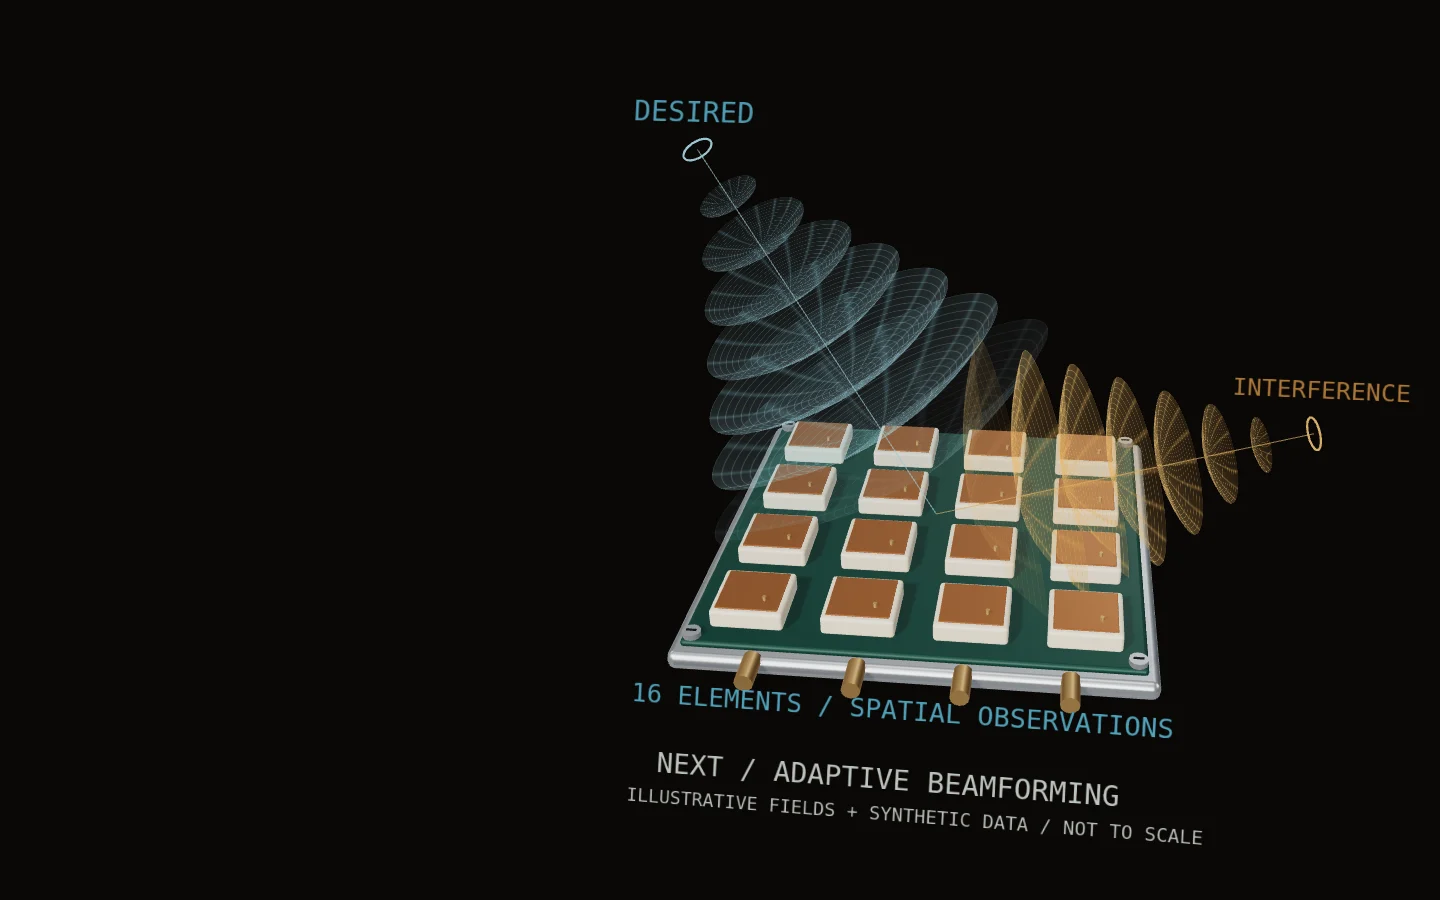 DESIRED
INTERFERENCE
16 ELEMENTS / SPATIAL OBSERVATIONS
NEXT / ADAPTIVE BEAMFORMING
ILLUSTRATIVE FIELDS + SYNTHETIC DATA / NOT TO SCALE